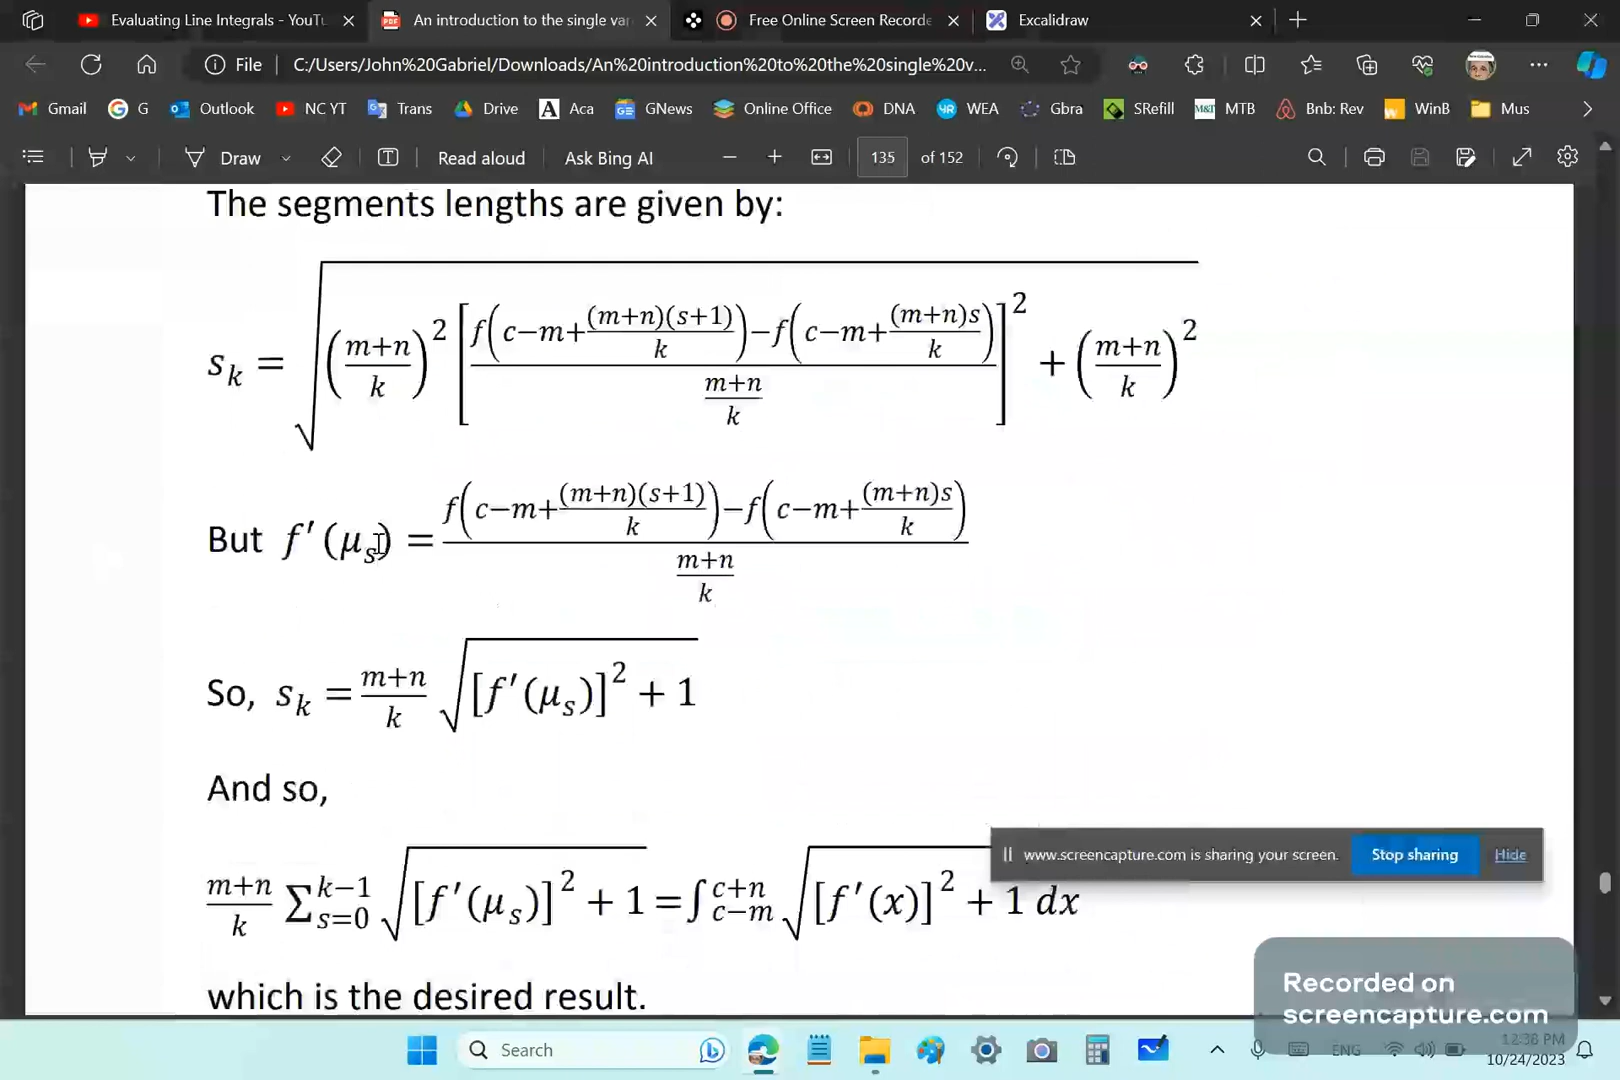 Evaluating Line Integrals - YouTu
An introduction to the single var
Free Online Screen Recorde
Excalidraw
File
C:/Users/John%20Gabriel/Downloads/An%20introduction%20to%20the%20single%20v...
Gmail G Outlook NC YT Trans Drive Aca GNews Online Office DNA WEA Gbra SRefill MTB Bnb: Rev WinB Mus
Draw Read aloud Ask Bing AI 135 of 152
The segments lengths are given by:
s_k = √((m+n)/k)² [(f(c−m+(m+n)(s+1)/k)−f(c−m+(m+n)s/k))/((m+n)/k)]² + ((m+n)/k)²
But f′(μ_s) = (f(c−m+(m+n)(s+1)/k)−f(c−m+(m+n)s/k))/((m+n)/k)
So, s_k = (m+n)/k √[f′(μ_s)]² + 1
And so,
www.screencapture.com is sharing your screen. Stop sharing Hide
(m+n)/k ∑_{s=0}^{k−1} √[f′(μ_s)]² + 1 = ∫_{c−m}^{c+n} √[f′(x)]² + 1 dx
which is the desired result.
Recorded on
screencapture.com
Search
ENG
12:38 PM
10/24/2023